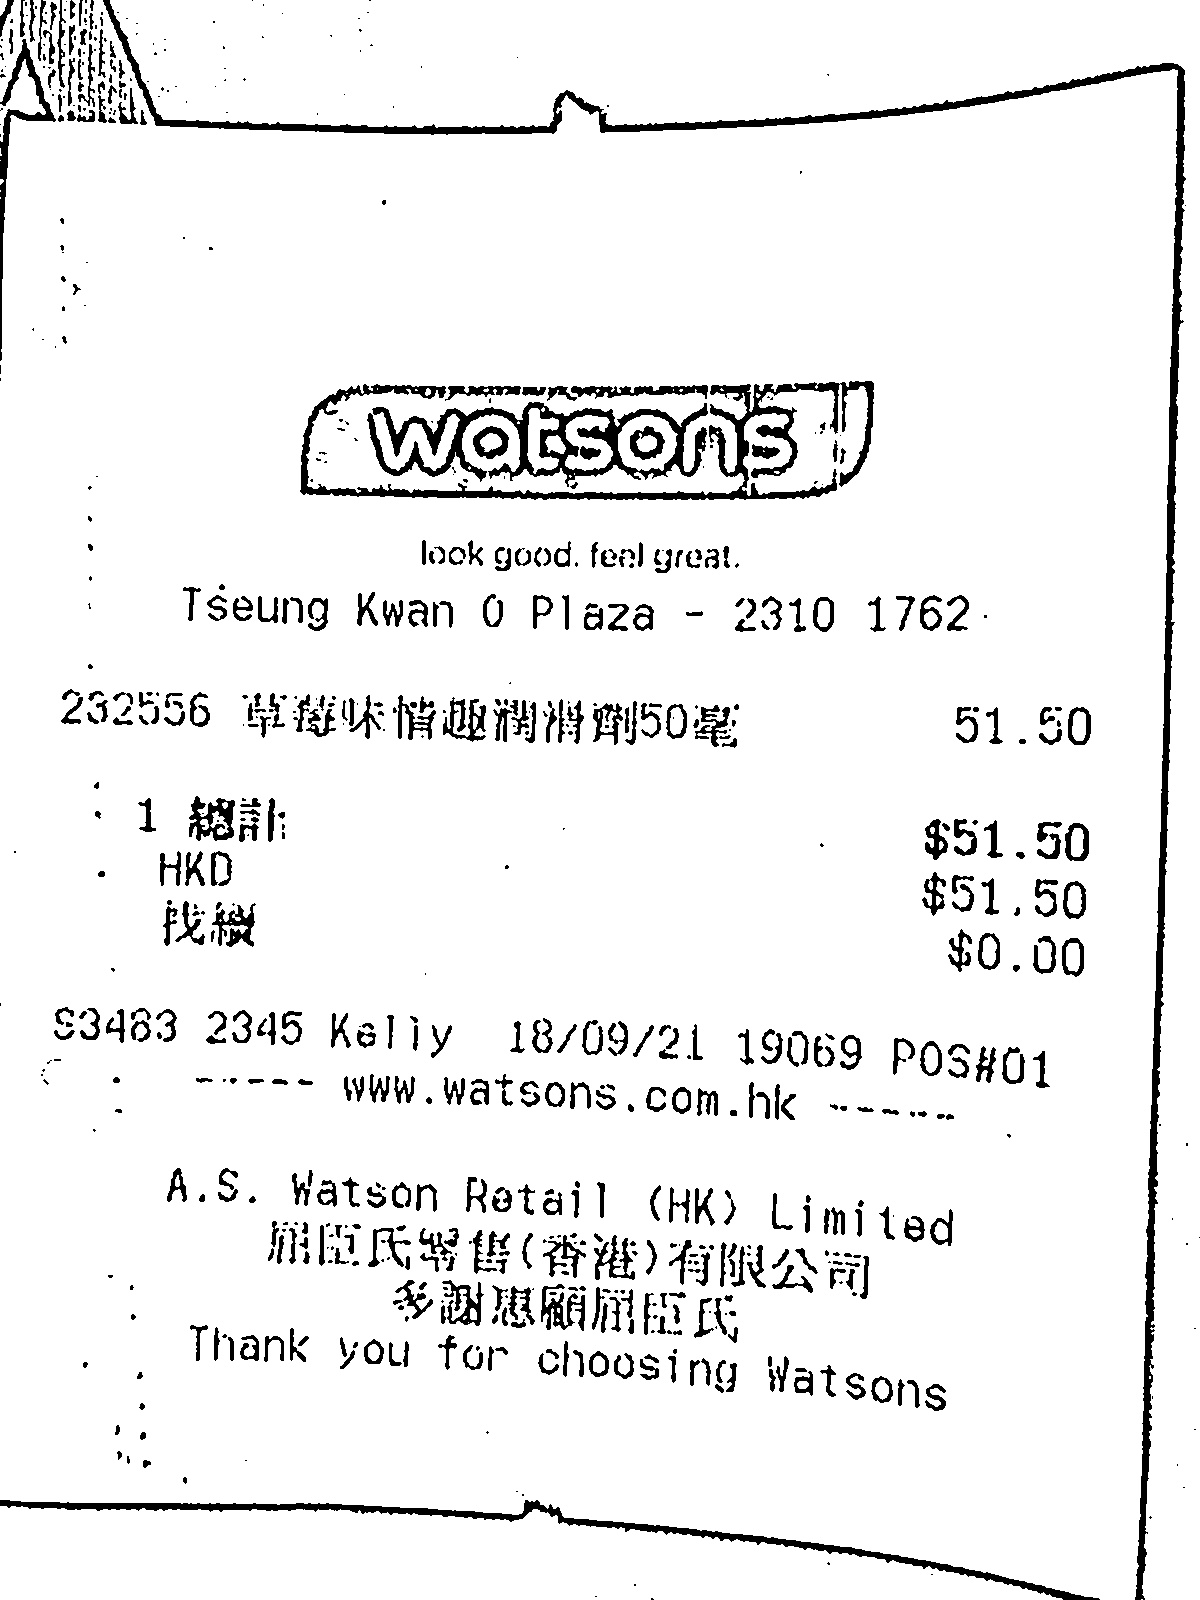 watsons
look good. feel great.
Tseung Kwan O Plaza - 2310 1762
232556 草莓味情趣潤滑劑50毫 51.50
1 總計 $51.50
HKD $51.50
找續 $0.00
S3483 2345 Kelly 18/09/21 19069 POS#01
----- www.watsons.com.hk -----
A.S. Watson Retail (HK) Limited
屈臣氏零售(香港)有限公司
多謝惠顧屈臣氏
Thank you for choosing Watsons